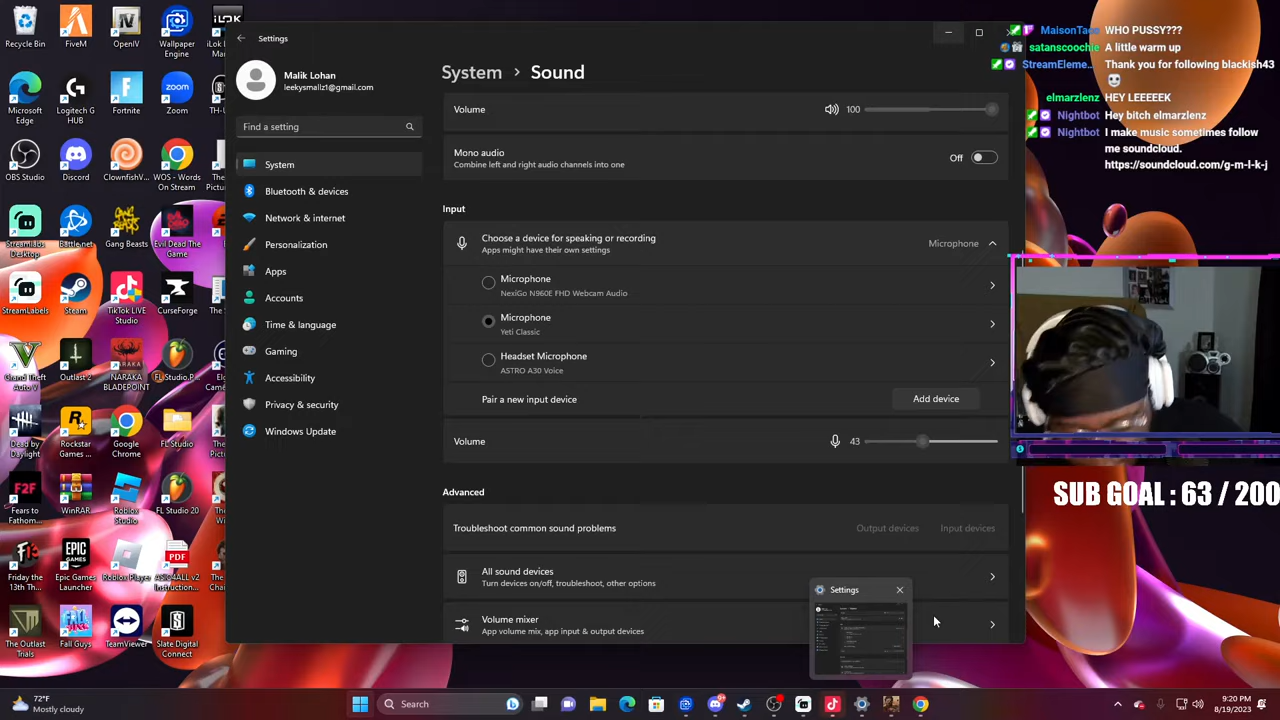 Recycle Bin
FiveM
OpenIV
Wallpaper
Engine
Microsoft
Edge
Logitech G
HUB
Fortnite
Zoom
OBS Studio
Discord
ClownfishV...
WOS - Words
On Stream
Streamlabs
Desktop
Battle.net
Gang Beasts
Evil Dead The
Game
StreamLabels
Steam
TikTok LIVE
Studio
CurseForge
Grand Theft
Auto V
Outlast 2
NARAKA
BLADEPOINT
Dead by
Daylight
Rockstar
Games ...
Google
Chrome
FL Studio
F2F
Fears to
Fathom...
WinRAR
Roblox
Studio
FL Studio 20
Friday the
13th Th...
EPIC
GAMES
Epic Games
Launcher
Roblox Player
PDF
ASIO4ALL v2
Instruction...
The Outlast
Trials
Fall Guys
TeamViewer
Slate Digital
Connect
Settings
Malik Lohan
leekysmallz1@gmail.com
Find a setting
System
Bluetooth & devices
Network & internet
Personalization
Apps
Accounts
Time & language
Gaming
Accessibility
Privacy & security
Windows Update
System > Sound
Volume 100
Mono audio
Combine left and right audio channels into one
Off
Input
Choose a device for speaking or recording
Apps might have their own settings
Microphone
Microphone
NexiGo N960E FHD Webcam Audio
Microphone
Yeti Classic
Headset Microphone
ASTRO A30 Voice
Pair a new input device
Add device
Volume 43
Advanced
Troubleshoot common sound problems
Output devices
Input devices
All sound devices
Turn devices on/off, troubleshoot, other options
Volume mixer
App volume mix, app input & output devices
Settings
MaisonTa WHO PUSSY???
satanscoochie A little warm up
StreamEleme... Thank you for following blackish43
elmarzlenz HEY LEEEEEK
Nightbot Hey bitch elmarzlenz
Nightbot I make music sometimes follow
me soundcloud.
https://soundcloud.com/g-m-l-k-j
SUB GOAL : 63 / 200
72°F
Mostly cloudy
Search
9:20 PM
8/19/2023